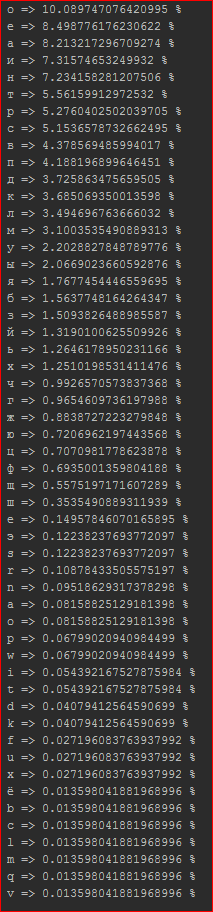 о => 10.089747076420995 %
е => 8.498776176230622 %
а => 8.213217296709274 %
и => 7.31574653249932 %
н => 7.234158281207506 %
т => 5.56159912972532 %
р => 5.2760402502039705 %
с => 5.1536578732662495 %
в => 4.378569485994017 %
п => 4.188196899646451 %
д => 3.725863475659505 %
к => 3.685069350013598 %
л => 3.494696763666032 %
м => 3.1003535490889313 %
у => 2.2028827848789776 %
ы => 2.0669023660592876 %
я => 1.7677454446559695 %
б => 1.5637748164264347 %
з => 1.5093826488985587 %
й => 1.3190100625509926 %
ь => 1.2646178950231166 %
х => 1.2510198531411476 %
ч => 0.9926570573837368 %
г => 0.9654609736197988 %
ж => 0.8838727223279848 %
ю => 0.7206962197443568 %
ц => 0.7070981778623878 %
ф => 0.6935001359804188 %
щ => 0.5575197171607289 %
ш => 0.3535490889311939 %
e => 0.14957846070165895 %
э => 0.12238237693772097 %
s => 0.12238237693772097 %
r => 0.10878433505575197 %
n => 0.09518629317378298 %
a => 0.08158825129181398 %
o => 0.08158825129181398 %
p => 0.06799020940984499 %
w => 0.06799020940984499 %
i => 0.054392167527875984 %
t => 0.054392167527875984 %
d => 0.04079412564590699 %
k => 0.04079412564590699 %
f => 0.027196083763937992 %
u => 0.027196083763937992 %
x => 0.027196083763937992 %
ё => 0.013598041881968996 %
b => 0.013598041881968996 %
c => 0.013598041881968996 %
l => 0.013598041881968996 %
m => 0.013598041881968996 %
q => 0.013598041881968996 %
v => 0.013598041881968996 %